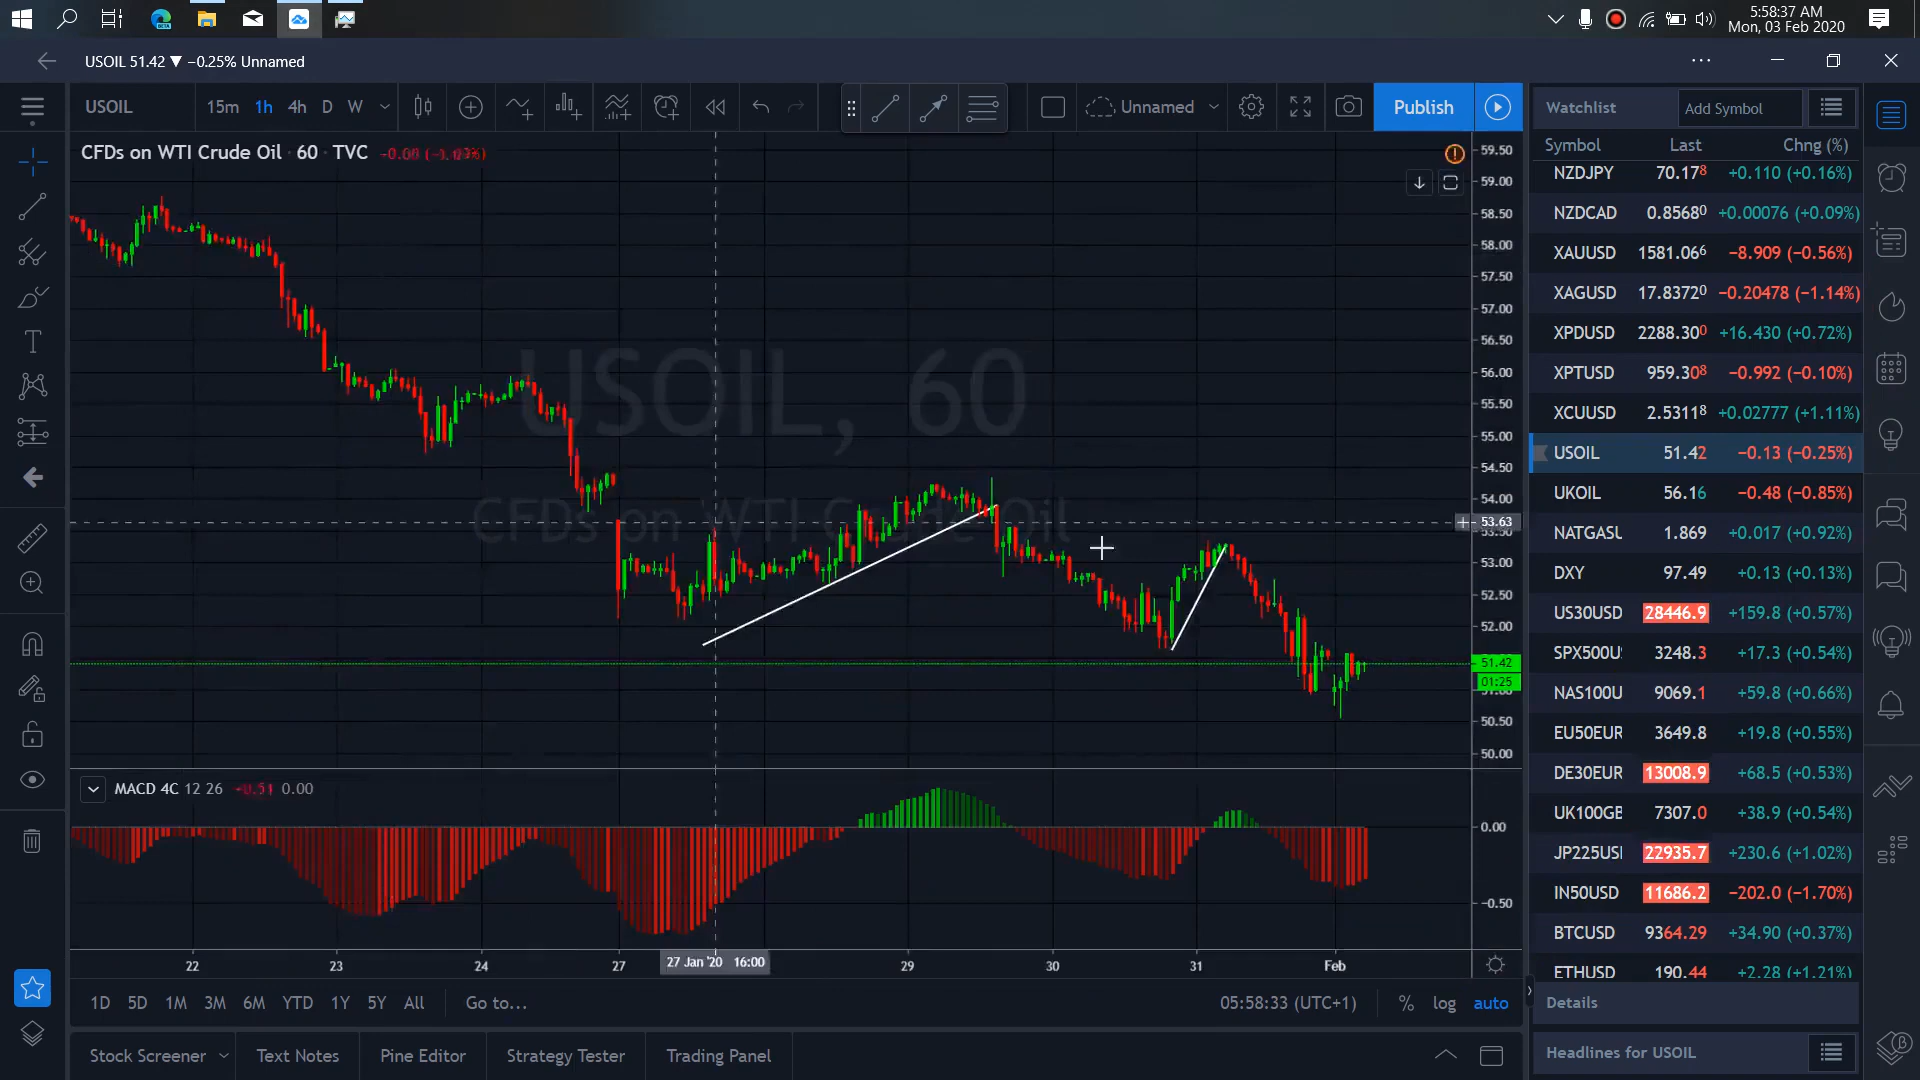 5:58:37 AM
Mon, 03 Feb 2020
USOIL 51.42 ▼ −0.25% Unnamed
USOIL 15m 1h 4h D W Unnamed Publish
Watchlist Add Symbol
Symbol Last Chng (%)
CFDs on WTI Crude Oil · 60 · TVC
USOIL, 60
CFDs on WTI Crude Oil
59.50
59.00
58.50
58.00
57.50
57.00
56.50
56.00
55.50
55.00
54.50
54.00
53.63
53.00
52.50
52.00
51.42
01:25
50.50
50.00
MACD 4C 12 26 −0.51 0.00
0.00
−0.50
22 23 24 27 27 Jan '20 16:00 29 30 31 Feb
1D 5D 1M 3M 6M YTD 1Y 5Y All Go to... 05:58:33 (UTC+1) % log auto
Stock Screener Text Notes Pine Editor Strategy Tester Trading Panel
NZDJPY 70.178 +0.110 (+0.16%)
NZDCAD 0.85680 +0.00076 (+0.09%)
XAUUSD 1581.066 −8.909 (−0.56%)
XAGUSD 17.83720 −0.20478 (−1.14%)
XPDUSD 2288.300 +16.430 (+0.72%)
XPTUSD 959.308 −0.992 (−0.10%)
XCUUSD 2.53118 +0.02777 (+1.11%)
USOIL 51.42 −0.13 (−0.25%)
UKOIL 56.16 −0.48 (−0.85%)
NATGASU 1.869 +0.017 (+0.92%)
DXY 97.49 +0.13 (+0.13%)
US30USD 28446.9 +159.8 (+0.57%)
SPX500U 3248.3 +17.3 (+0.54%)
NAS100U 9069.1 +59.8 (+0.66%)
EU50EUR 3649.8 +19.8 (+0.55%)
DE30EUR 13008.9 +68.5 (+0.53%)
UK100GB 7307.0 +38.9 (+0.54%)
JP225USI 22935.7 +230.6 (+1.02%)
IN50USD 11686.2 −202.0 (−1.70%)
BTCUSD 9364.29 +34.90 (+0.37%)
ETHUSD 190.44 +2.28 (+1.21%)
Details
Headlines for USOIL